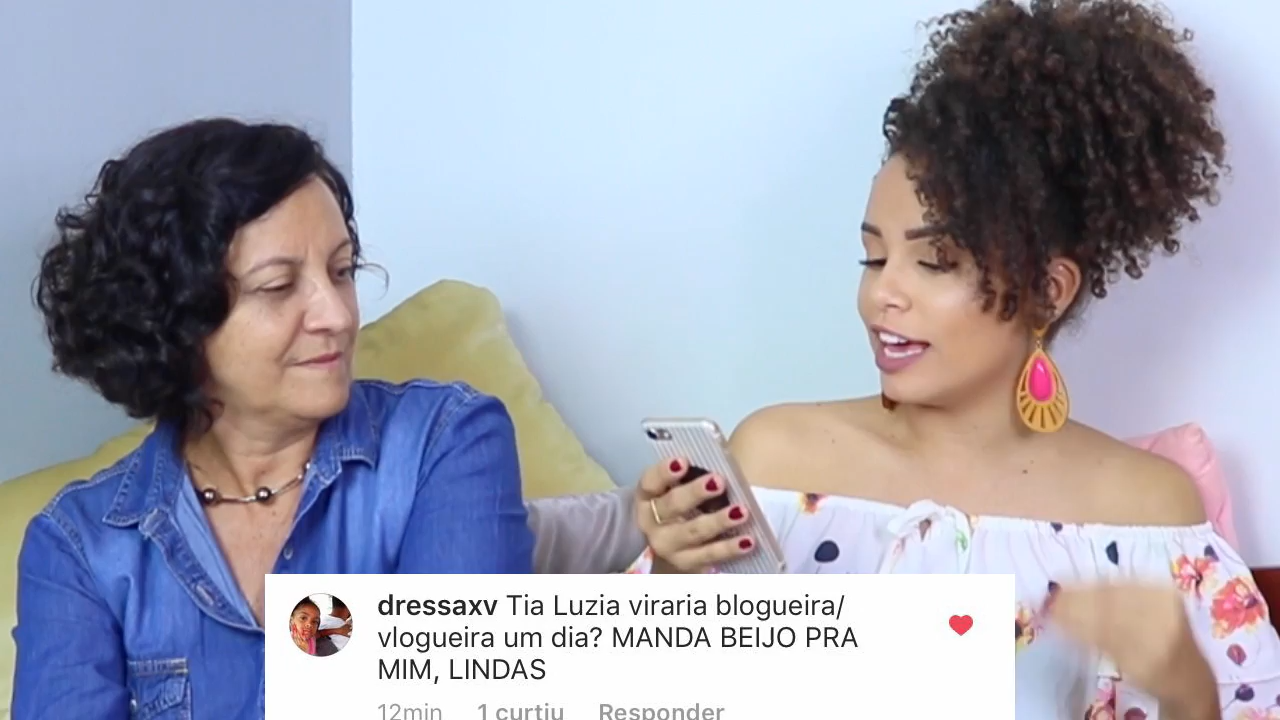 dressaxv Tia Luzia viraria blogueira/
vlogueira um dia? MANDA BEIJO PRA
MIM, LINDAS
12min 1 curtiu Responder